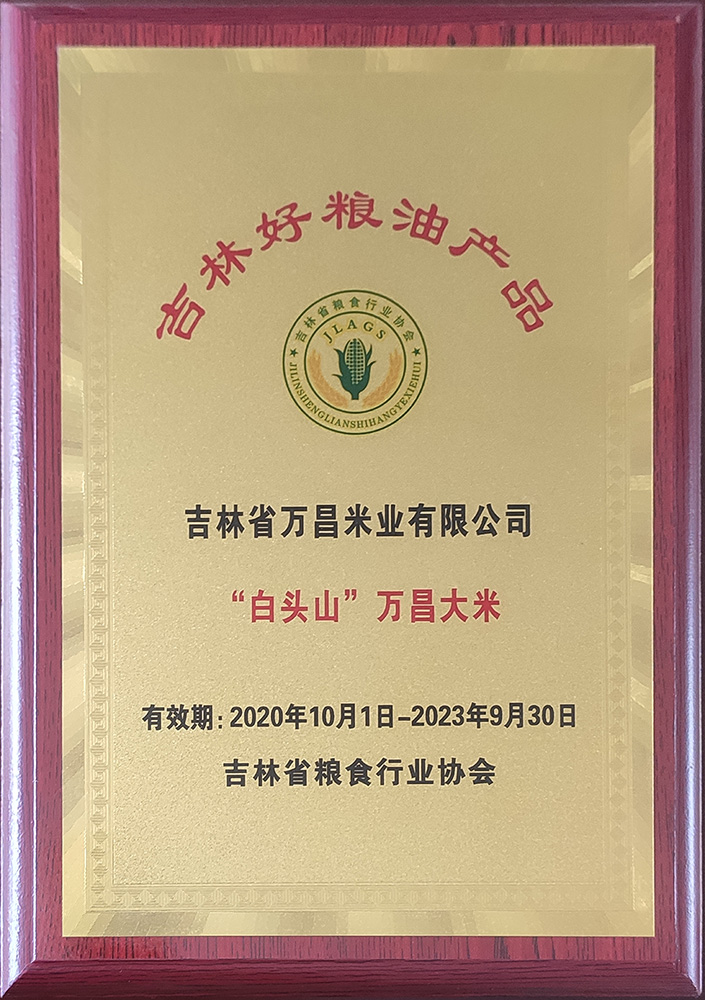 吉林好粮油产品
吉林省粮食行业协会
JLAGS
JILINSHENGLIANSHIHANGYEXIEHUI
吉林省万昌米业有限公司
“白头山”万昌大米
有效期:2020年10月1日-2023年9月30日
吉林省粮食行业协会